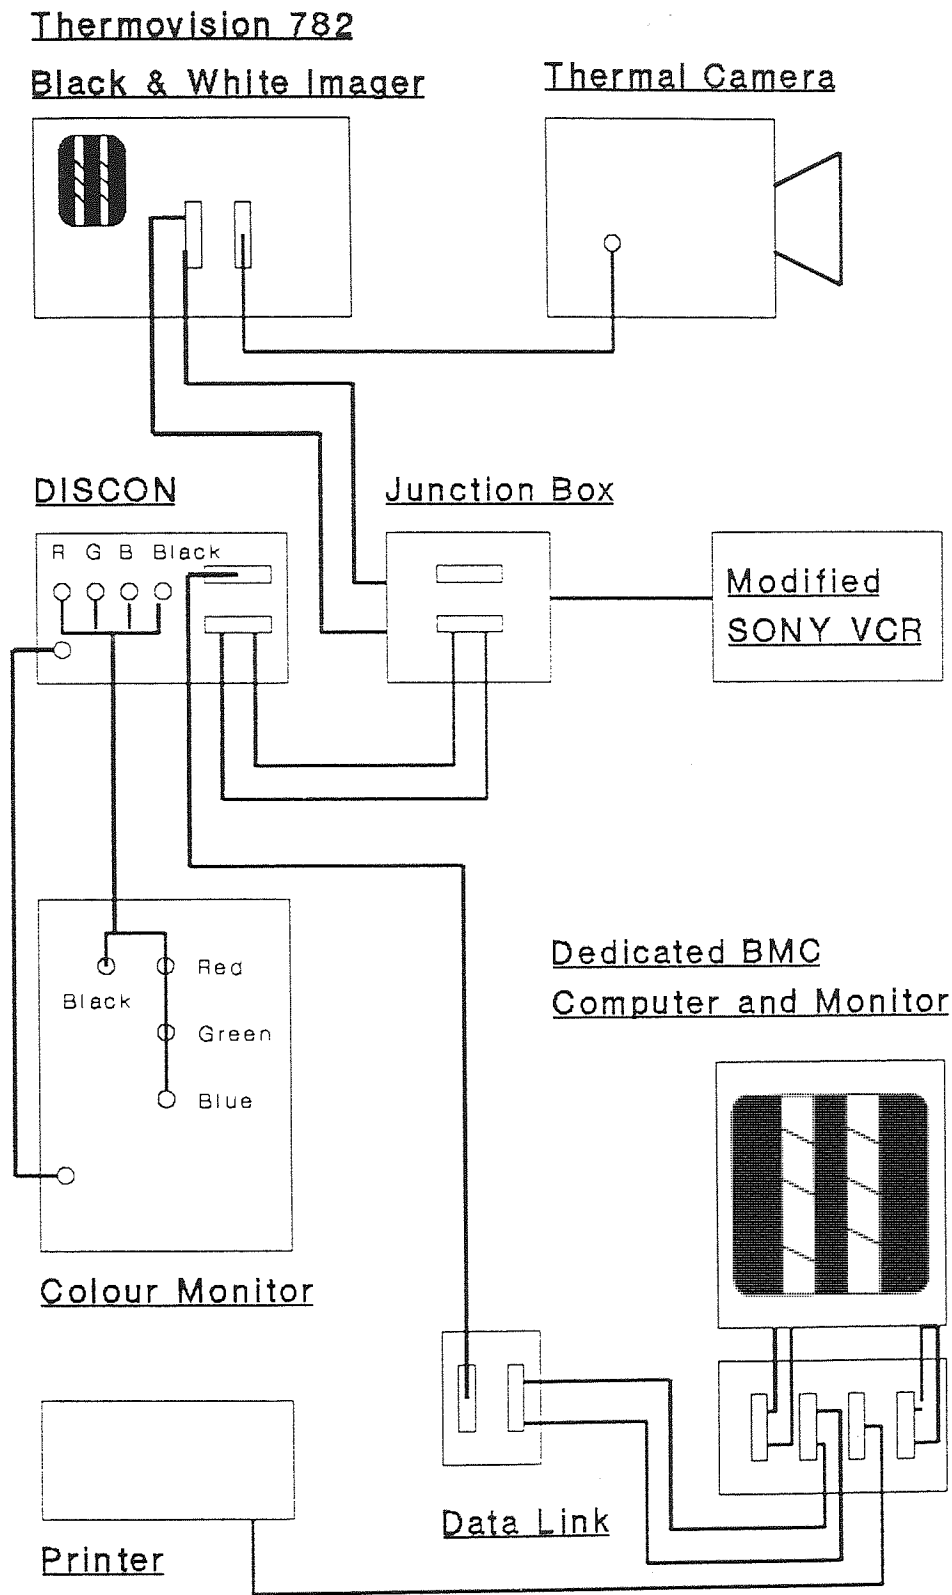 Thermovision 782
Black & White Imager
Thermal Camera
DISCON
Junction Box
R G B Black
Modified
SONY VCR
Red
Black
Green
Blue
Dedicated BMC
Computer and Monitor
Colour Monitor
Data Link
Printer